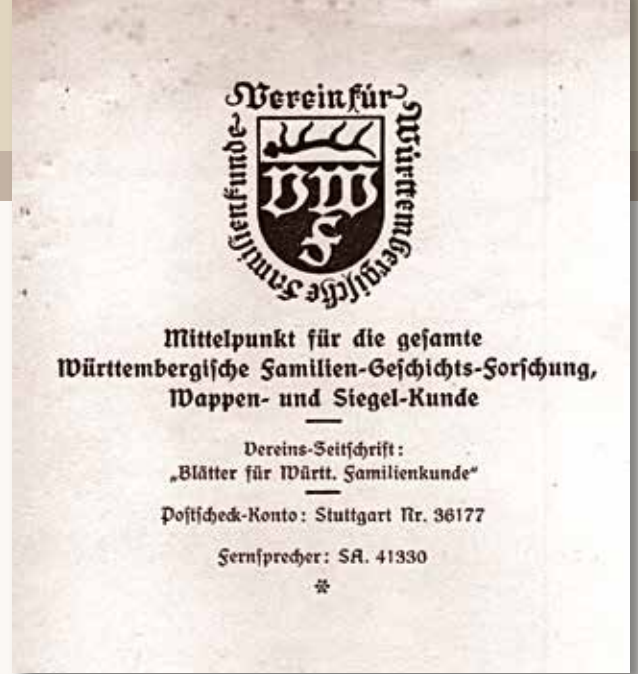 Verein für Württembergische Familienkunde
VWF
Mittelpunkt für die geſamte
Württembergiſche Familien-Geſchichts-Forſchung,
Wappen- und Siegel-Kunde
Vereins-Zeitſchrift:
„Blätter für Württ. Familienkunde“
Poſtſcheck-Konto: Stuttgart Nr. 36177
Fernſprecher: SA. 41330